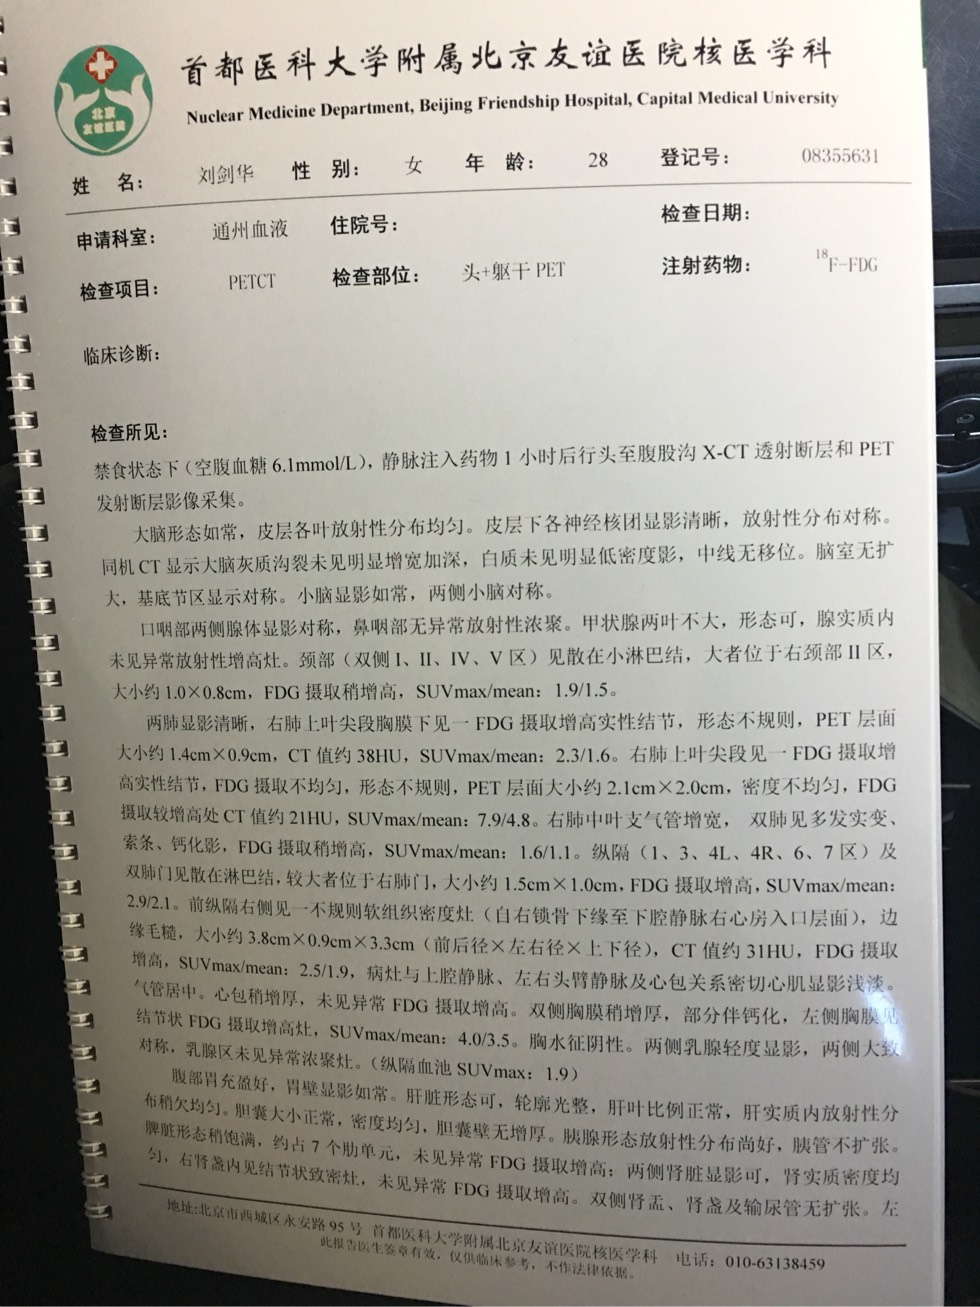 北京
友谊医院
首都医科大学附属北京友谊医院核医学科
Nuclear Medicine Department, Beijing Friendship Hospital, Capital Medical University
姓 名: 刘剑华 性 别: 女 年 龄: 28 登记号: 08355631
申请科室: 通州血液 住院号: 检查日期:
检查项目: PETCT 检查部位: 头+躯干 PET 注射药物: ¹⁸F-FDG
临床诊断:
检查所见:
禁食状态下(空腹血糖 6.1mmol/L),静脉注入药物 1 小时后行头至腹股沟 X-CT 透射断层和 PET
发射断层影像采集。
大脑形态如常,皮层各叶放射性分布均匀。皮层下各神经核团显影清晰,放射性分布对称。
同机 CT 显示大脑灰质沟裂未见明显增宽加深,白质未见明显低密度影,中线无移位。脑室无扩
大,基底节区显示对称。小脑显影如常,两侧小脑对称。
口咽部两侧腺体显影对称,鼻咽部无异常放射性浓聚。甲状腺两叶不大,形态可,腺实质内
未见异常放射性增高灶。颈部(双侧 I、II、IV、V 区)见散在小淋巴结,大者位于右颈部 II 区,
大小约 1.0×0.8cm,FDG 摄取稍增高,SUVmax/mean:1.9/1.5。
两肺显影清晰,右肺上叶尖段胸膜下见一 FDG 摄取增高实性结节,形态不规则,PET 层面
大小约 1.4cm×0.9cm,CT 值约 38HU,SUVmax/mean:2.3/1.6。右肺上叶尖段见一 FDG 摄取增
高实性结节,FDG 摄取不均匀,形态不规则,PET 层面大小约 2.1cm×2.0cm,密度不均匀,FDG
摄取较增高处 CT 值约 21HU,SUVmax/mean:7.9/4.8。右肺中叶支气管增宽, 双肺见多发实变、
索条、钙化影,FDG 摄取稍增高,SUVmax/mean:1.6/1.1。纵隔(1、3、4L、4R、6、7 区)及
双肺门见散在淋巴结,较大者位于右肺门,大小约 1.5cm×1.0cm,FDG 摄取增高,SUVmax/mean:
2.9/2.1。前纵隔右侧见一不规则软组织密度灶(自右锁骨下缘至下腔静脉右心房入口层面),边
缘毛糙,大小约 3.8cm×0.9cm×3.3cm(前后径×左右径×上下径),CT 值约 31HU,FDG 摄取
增高,SUVmax/mean:2.5/1.9,病灶与上腔静脉、左右头臂静脉及心包关系密切心肌显影浅淡。
气管居中。心包稍增厚,未见异常 FDG 摄取增高。双侧胸膜稍增厚,部分伴钙化,左侧胸膜见
结节状 FDG 摄取增高灶,SUVmax/mean:4.0/3.5。胸水征阴性。两侧乳腺轻度显影,两侧大致
对称,乳腺区未见异常浓聚灶。(纵隔血池 SUVmax:1.9)
腹部胃充盈好,胃壁显影如常。肝脏形态可,轮廓光整,肝叶比例正常,肝实质内放射性分
布稍欠均匀。胆囊大小正常,密度均匀,胆囊壁无增厚。胰腺形态放射性分布尚好,胰管不扩张。
脾脏形态稍饱满,约占 7 个肋单元,未见异常 FDG 摄取增高;两侧肾脏显影可,肾实质密度均
匀,右肾盏内见结节状致密灶,未见异常 FDG 摄取增高。双侧肾盂、肾盏及输尿管无扩张。左
地址:北京市西城区永安路 95 号 首都医科大学附属北京友谊医院核医学科 电话:010-63138459
此报告医生签章有效,仅供临床参考,不作法律依据。